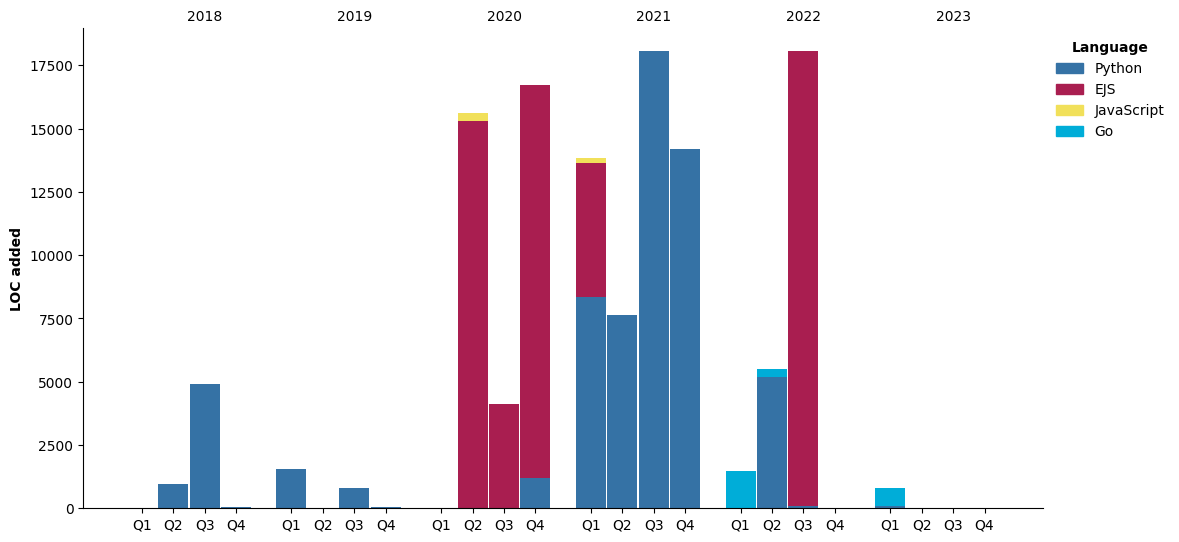 2018 2019 2020 2021 2022 2023
Language
Python
EJS
JavaScript
Go
LOC added
17500
15000
12500
10000
7500
5000
2500
0
Q1 Q2 Q3 Q4 Q1 Q2 Q3 Q4 Q1 Q2 Q3 Q4 Q1 Q2 Q3 Q4 Q1 Q2 Q3 Q4 Q1 Q2 Q3 Q4